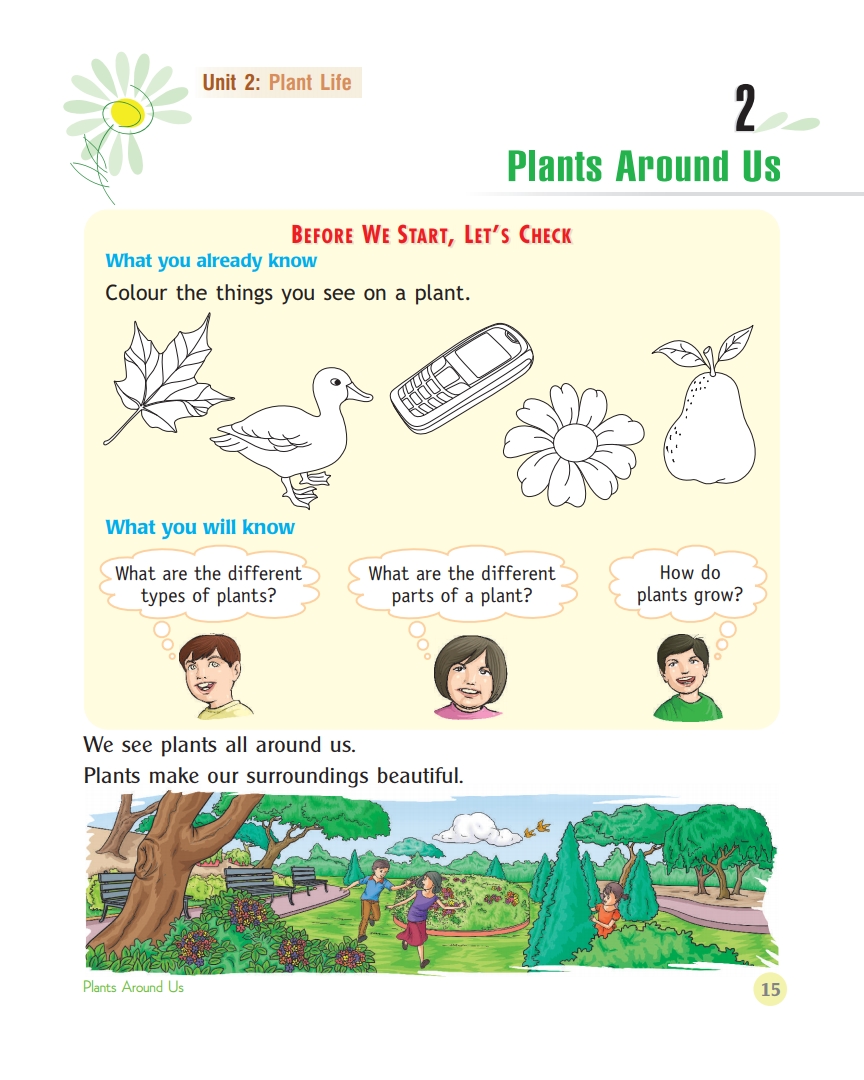 Unit 2: Plant Life
2
Plants Around Us
BEFORE WE START, LET'S CHECK
What you already know
Colour the things you see on a plant.
What you will know
What are the different
types of plants?
What are the different
parts of a plant?
How do
plants grow?
We see plants all around us.
Plants make our surroundings beautiful.
Plants Around Us
15